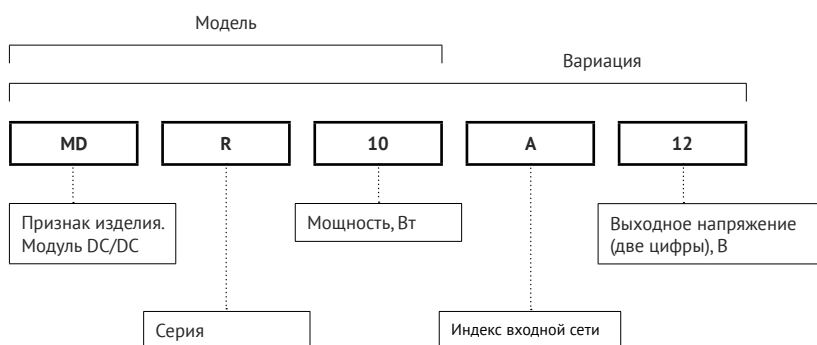 Модель
Вариация
MD R 10 A 12
Признак изделия.
Модуль DC/DC
Мощность, Вт
Выходное напряжение
(две цифры), В
Серия
Индекс входной сети